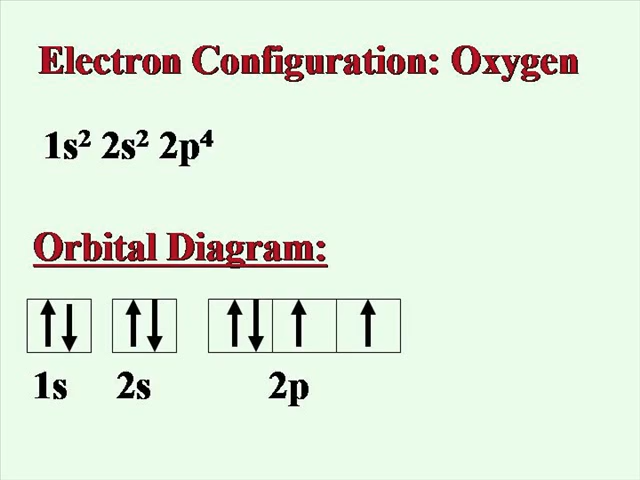 Electron Configuration: Oxygen
1s² 2s² 2p⁴
Orbital Diagram:
1s 2s 2p